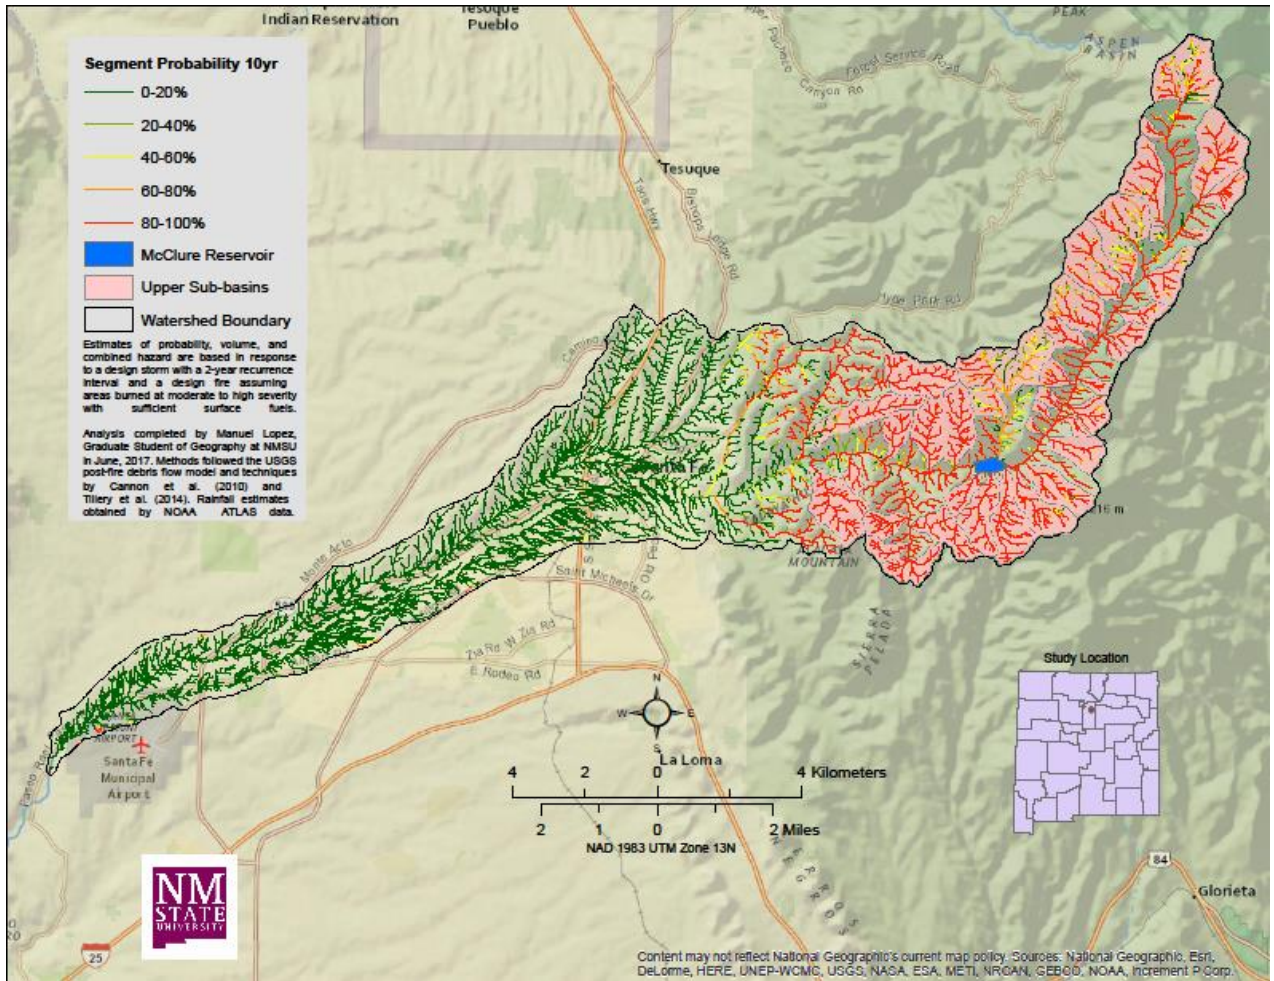 Indian Reservation
Tesuque
Pueblo
PEAK
ASPEN
BASIN
Forest Service Road
Canyon Rd
Segment Probability 10yr
0-20%
20-40%
40-60%
60-80%
80-100%
McClure Reservoir
Upper Sub-basins
Watershed Boundary
Estimates of probability, volume, and
combined hazard are based in response
to a design storm with a 2-year recurrence
interval and a design fire assuming
areas burned at moderate to high severity
with sufficient surface fuels.
Analysis completed by Manuel Lopez,
Graduate Student of Geography at NMSU
in June, 2017. Methods followed the USGS
post-fire debris flow model and techniques
by Cannon et al. (2010) and
Tillery et al. (2014). Rainfall estimates
obtained by NOAA ATLAS data.
Tesuque
Taos Hwy
Bishops Lodge Rd
Hyde Park Rd
Camino
16 m
MOUNTAIN
Monte Acto
Saint Michaels Dr
Old Pe
SIERRA
PELADA
Zia Rd W Zia Rd
E Rodeo Rd
Study Location
N
W E
S
La Loma
AIRPORT
Santa Fe
Municipal
Airport
4 2 0 4 Kilometers
2 1 0 2 Miles
NAD 1983 UTM Zone 13N
NM
STATE
UNIVERSITY
25
84
Glorieta
Content may not reflect National Geographic's current map policy. Sources: National Geographic, Esri,
DeLorme, HERE, UNEP-WCMC, USGS, NASA, ESA, METI, NRCAN, GEBCO, NOAA, increment P Corp.